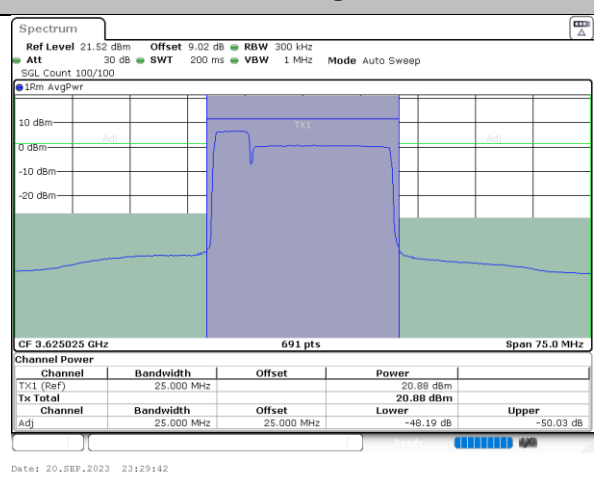 Spectrum
Ref Level 21.52 dBm Offset 9.02 dB RBW 300 kHz
Att 30 dB SWT 200 ms VBW 1 MHz Mode Auto Sweep
SGL Count 100/100
1Rm AvgPwr
10 dBm
TX1
Adj Adj
0 dBm
-10 dBm
-20 dBm
CF 3.625025 GHz 691 pts Span 75.0 MHz
Channel Power
Channel Bandwidth Offset Power
TX1 (Ref) 25.000 MHz 20.88 dBm
Tx Total 20.88 dBm
Channel Bandwidth Offset Lower Upper
Adj 25.000 MHz 25.000 MHz -48.19 dB -50.03 dB
Ready
Date: 20.SEP.2023 23:29:42